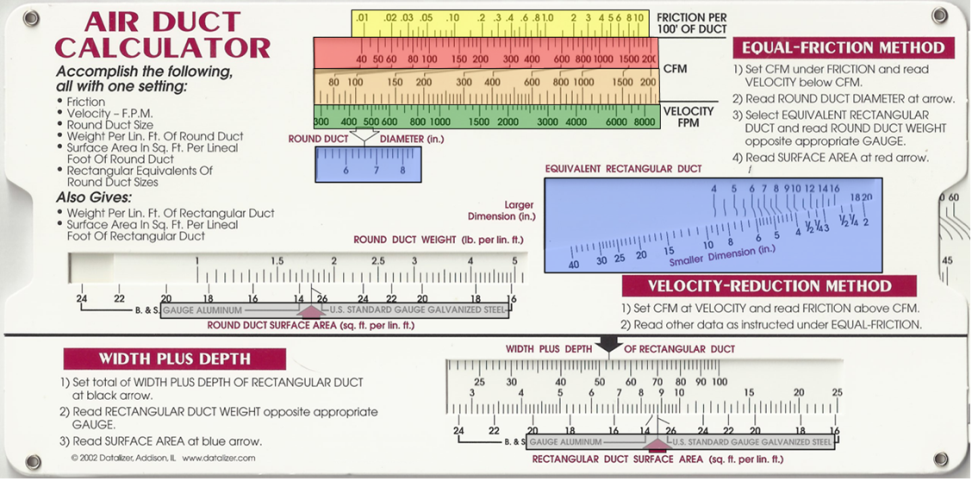 AIR DUCT
CALCULATOR
Accomplish the following,
all with one setting:
• Friction
• Velocity – F.P.M.
• Round Duct Size
• Weight Per Lin. Ft. Of Round Duct
• Surface Area In Sq. Ft. Per Lineal
Foot Of Round Duct
• Rectangular Equivalents Of
Round Duct Sizes
Also Gives:
• Weight Per Lin. Ft. Of Rectangular Duct
• Surface Area In Sq. Ft. Per Lineal
Foot Of Rectangular Duct
.01 .02 .03 .05 .10 .2 .3 .4 .6 .8 1.0 2 3 4 5 6 8 10
FRICTION PER
100' OF DUCT
40 50 60 80 100 150 200 300 400 500 600 800 1000 1500
CFM
80 100 150 200 300 400 500 600 800 1000 1500 200
300 400 500 600 1000 1500 2000 3000 4000 6000 8000
VELOCITY
FPM
ROUND DUCT DIAMETER (in.)
6 7 8
EQUAL-FRICTION METHOD
1) Set CFM under FRICTION and read
VELOCITY below CFM.
2) Read ROUND DUCT DIAMETER at arrow.
3) Select EQUIVALENT RECTANGULAR
DUCT and read ROUND DUCT WEIGHT
opposite appropriate GAUGE.
4) Read SURFACE AREA at red arrow.
EQUIVALENT RECTANGULAR DUCT
Larger
Dimension (in.)
4 5 6 7 8 9 10 12 14 16 18 20
40 30 25 20 15 10 8 6 5 4 ½ 3 ½ 2
Smaller Dimension (in.)
0 60
45
ROUND DUCT WEIGHT (lb. per lin. ft.)
1 1.5 2 2.5 3 4 5
24 22 20 18 16 14 26 24 22 20 18 16
B. & S. GAUGE ALUMINUM U.S. STANDARD GAUGE GALVANIZED STEEL
ROUND DUCT SURFACE AREA (sq. ft. per lin. ft.)
VELOCITY-REDUCTION METHOD
1) Set CFM at VELOCITY and read FRICTION above CFM.
2) Read other data as instructed under EQUAL-FRICTION.
WIDTH PLUS DEPTH
1) Set total of WIDTH PLUS DEPTH OF RECTANGULAR DUCT
at black arrow.
2) Read RECTANGULAR DUCT WEIGHT opposite appropriate
GAUGE.
3) Read SURFACE AREA at blue arrow.
© 2002 Datalizer, Addison, IL www.datalizer.com
WIDTH PLUS DEPTH OF RECTANGULAR DUCT
25 30 40 50 60 70 80 90 100
3 4 5 6 7 8 9 10 15 20 25
24 22 20 18 16 14 26 24 22 20 18 16
B. & S. GAUGE ALUMINUM U.S. STANDARD GAUGE GALVANIZED STEEL
RECTANGULAR DUCT SURFACE AREA (sq. ft. per lin. ft.)